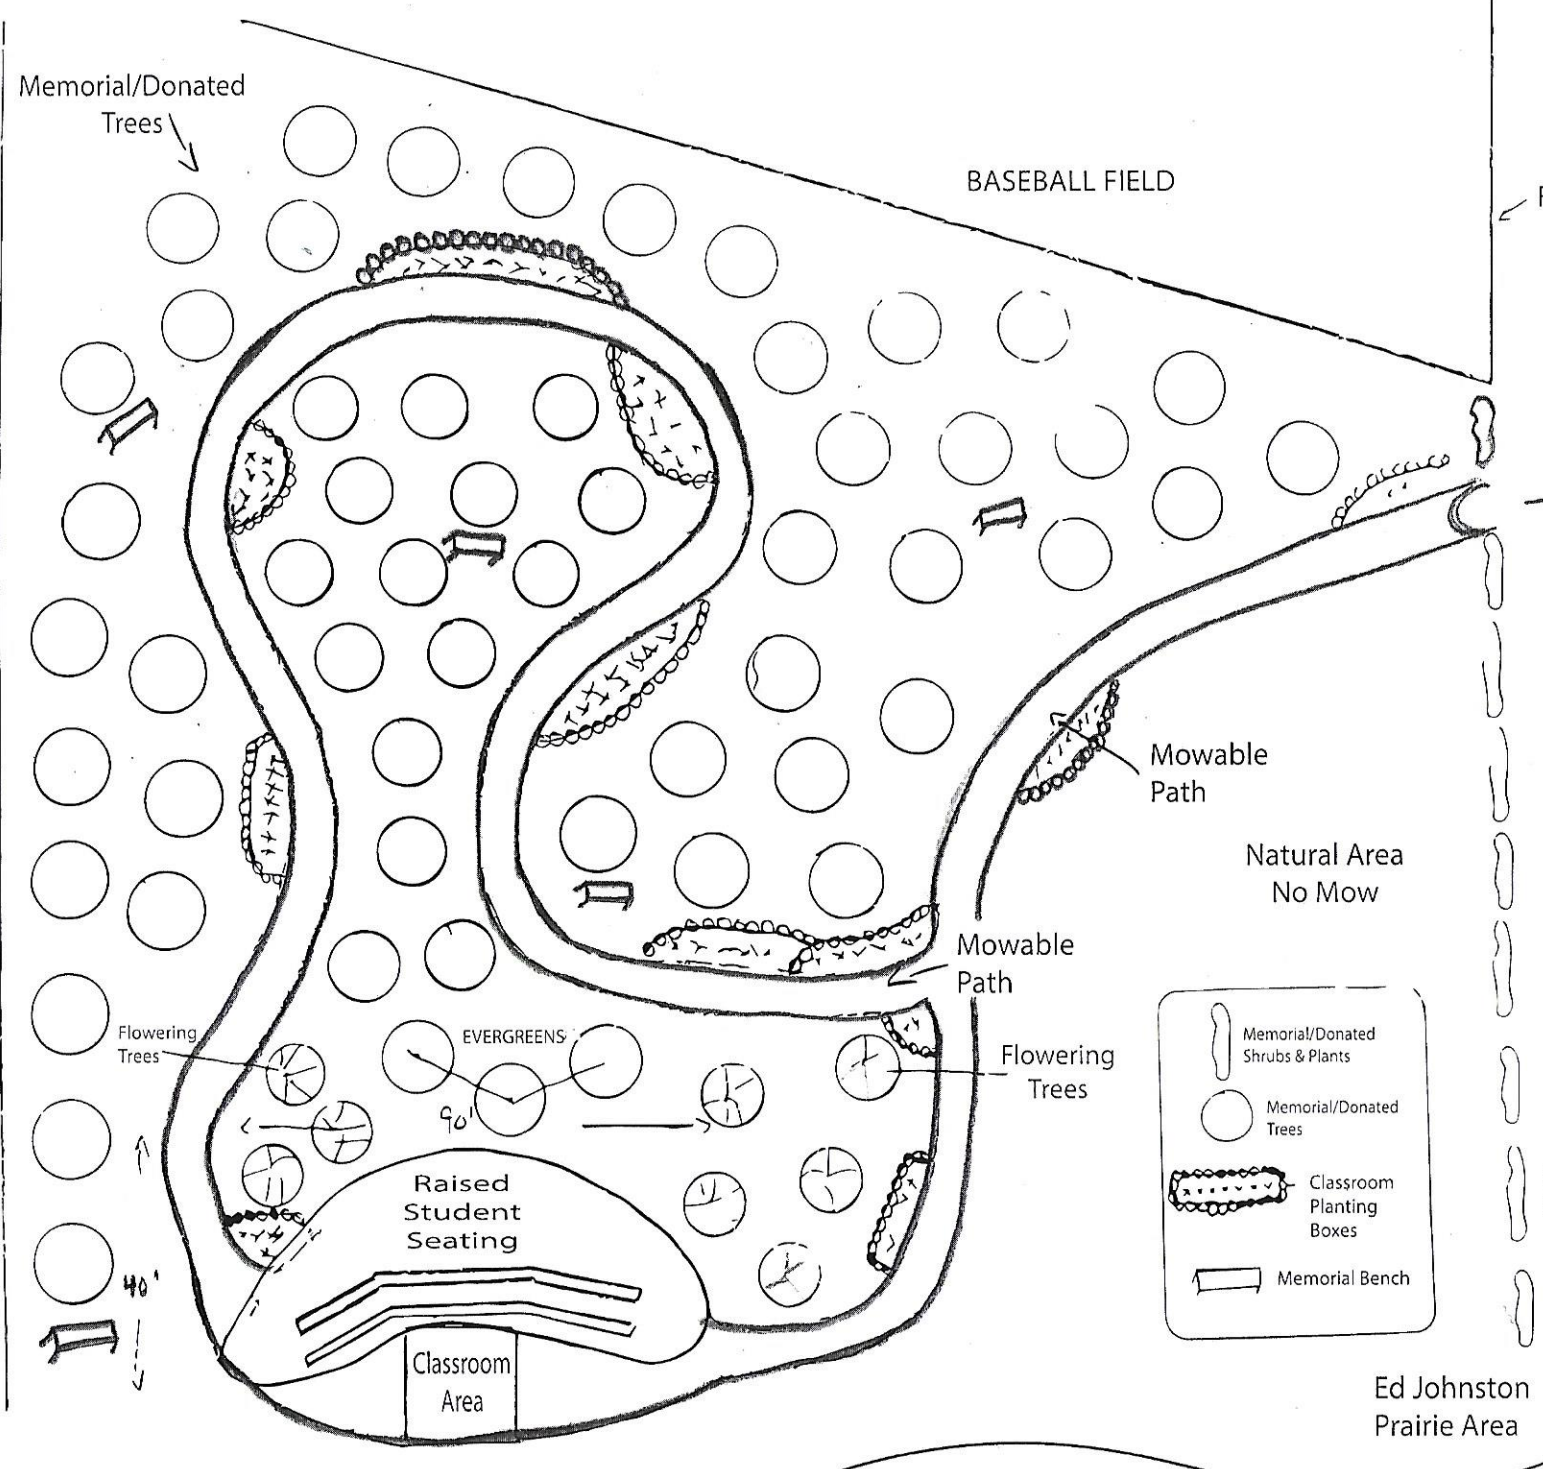 Memorial/Donated
Trees
BASEBALL FIELD
Mowable
Path
Natural Area
No Mow
Mowable
Path
Flowering
Trees
EVERGREENS
Flowering
Trees
90'
Raised
Student
Seating
40'
Classroom
Area
Memorial/Donated
Shrubs & Plants
Memorial/Donated
Trees
Classroom
Planting
Boxes
Memorial Bench
Ed Johnston
Prairie Area